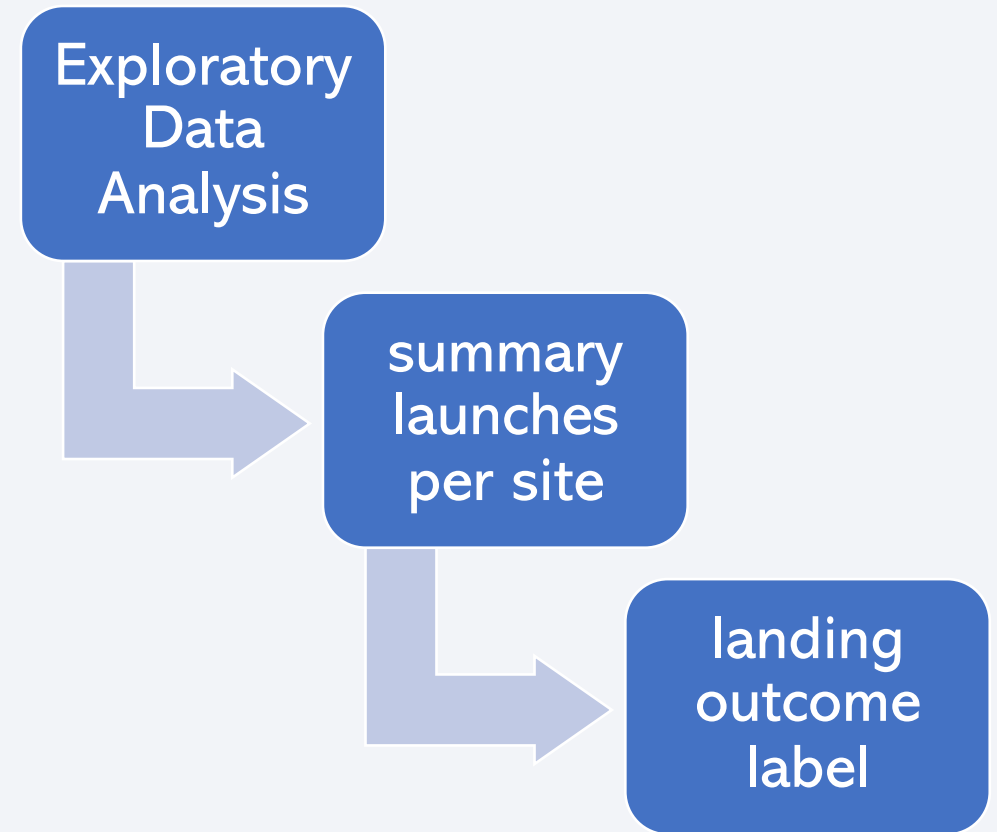 Exploratory
Data
Analysis
summary
launches
per site
landing
outcome
label